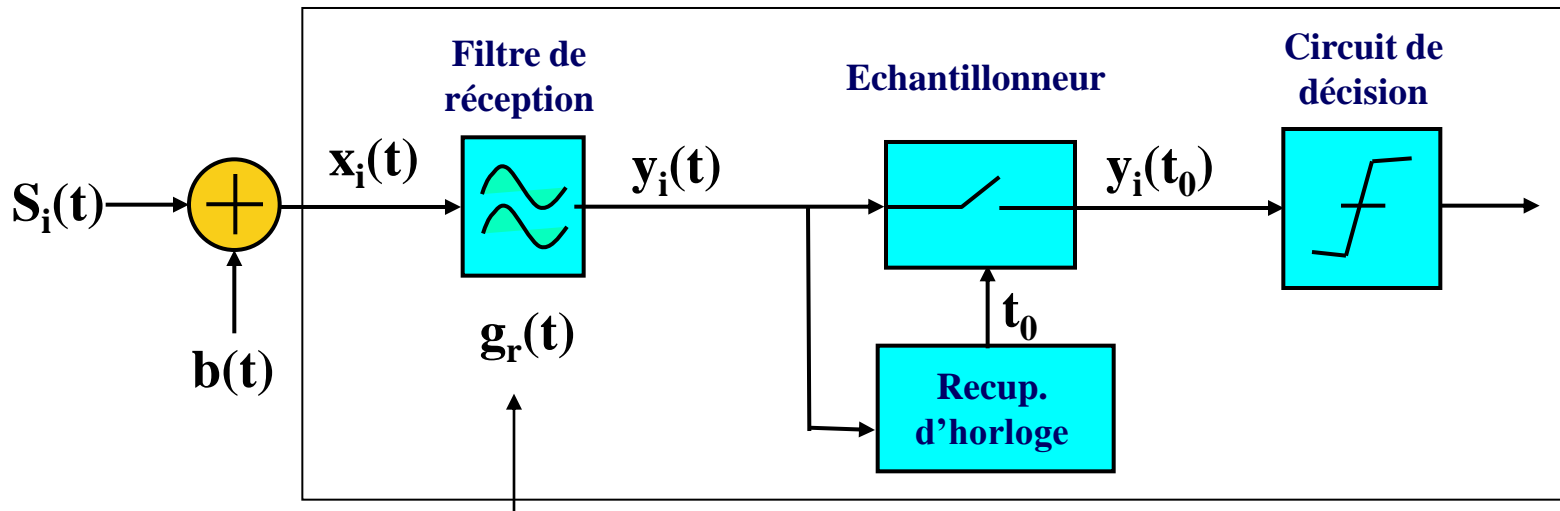 Filtre de
réception
Echantillonneur
Circuit de
décision
Sᵢ(t)
xᵢ(t)
yᵢ(t)
yᵢ(t₀)
b(t)
gᵣ(t)
t₀
Recup.
d’horloge